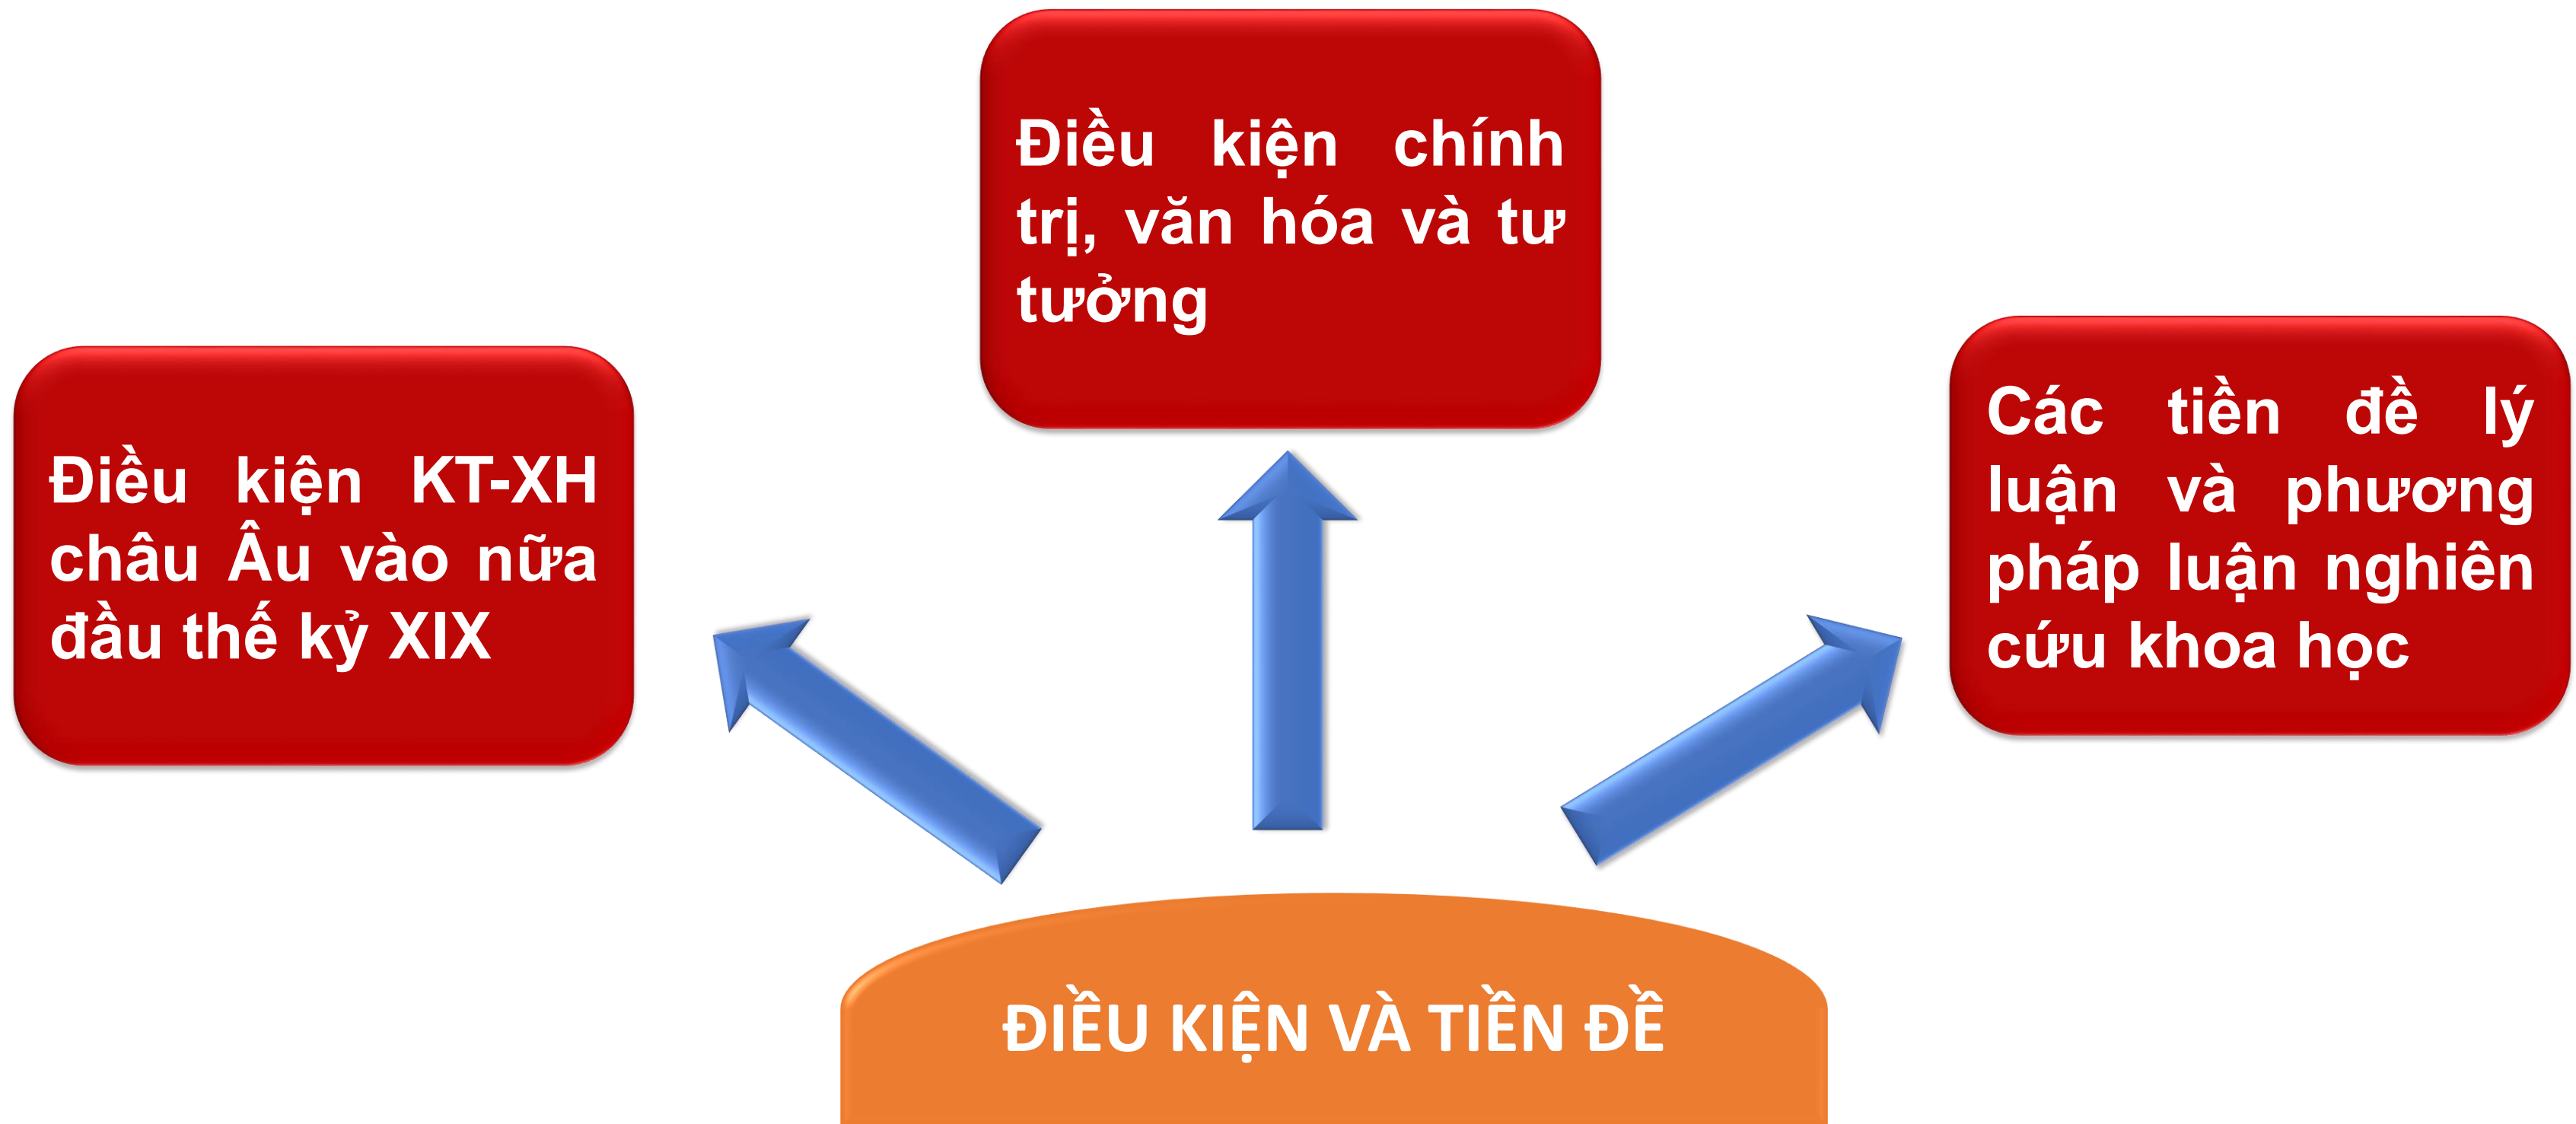 Điều kiện chính
trị, văn hóa và tư
tưởng
Điều kiện KT-XH
châu Âu vào nữa
đầu thế kỷ XIX
Các tiền đề lý
luận và phương
pháp luận nghiên
cứu khoa học
ĐIỀU KIỆN VÀ TIỀN ĐỀ